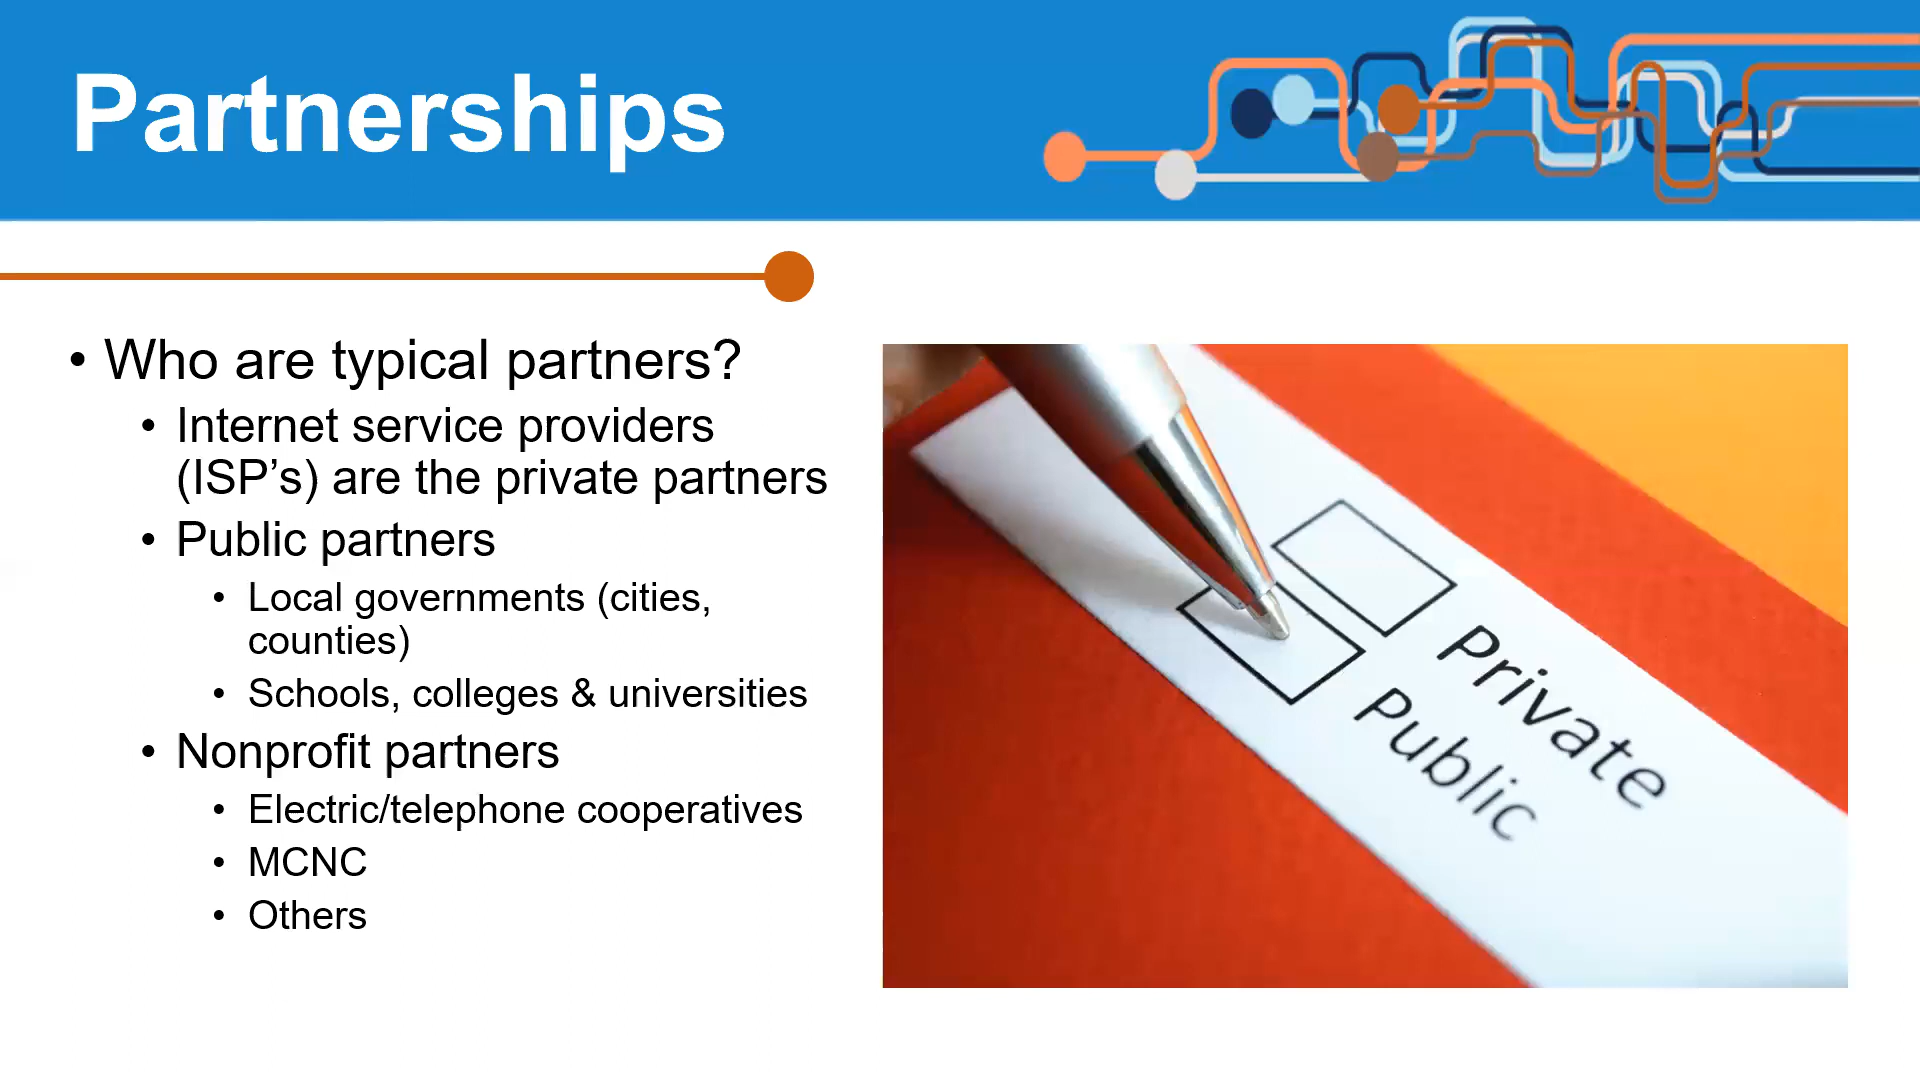 Partnerships
• Who are typical partners?
• Internet service providers
(ISP’s) are the private partners
• Public partners
• Local governments (cities,
counties)
• Schools, colleges & universities
• Nonprofit partners
• Electric/telephone cooperatives
• MCNC
• Others
Private
Public